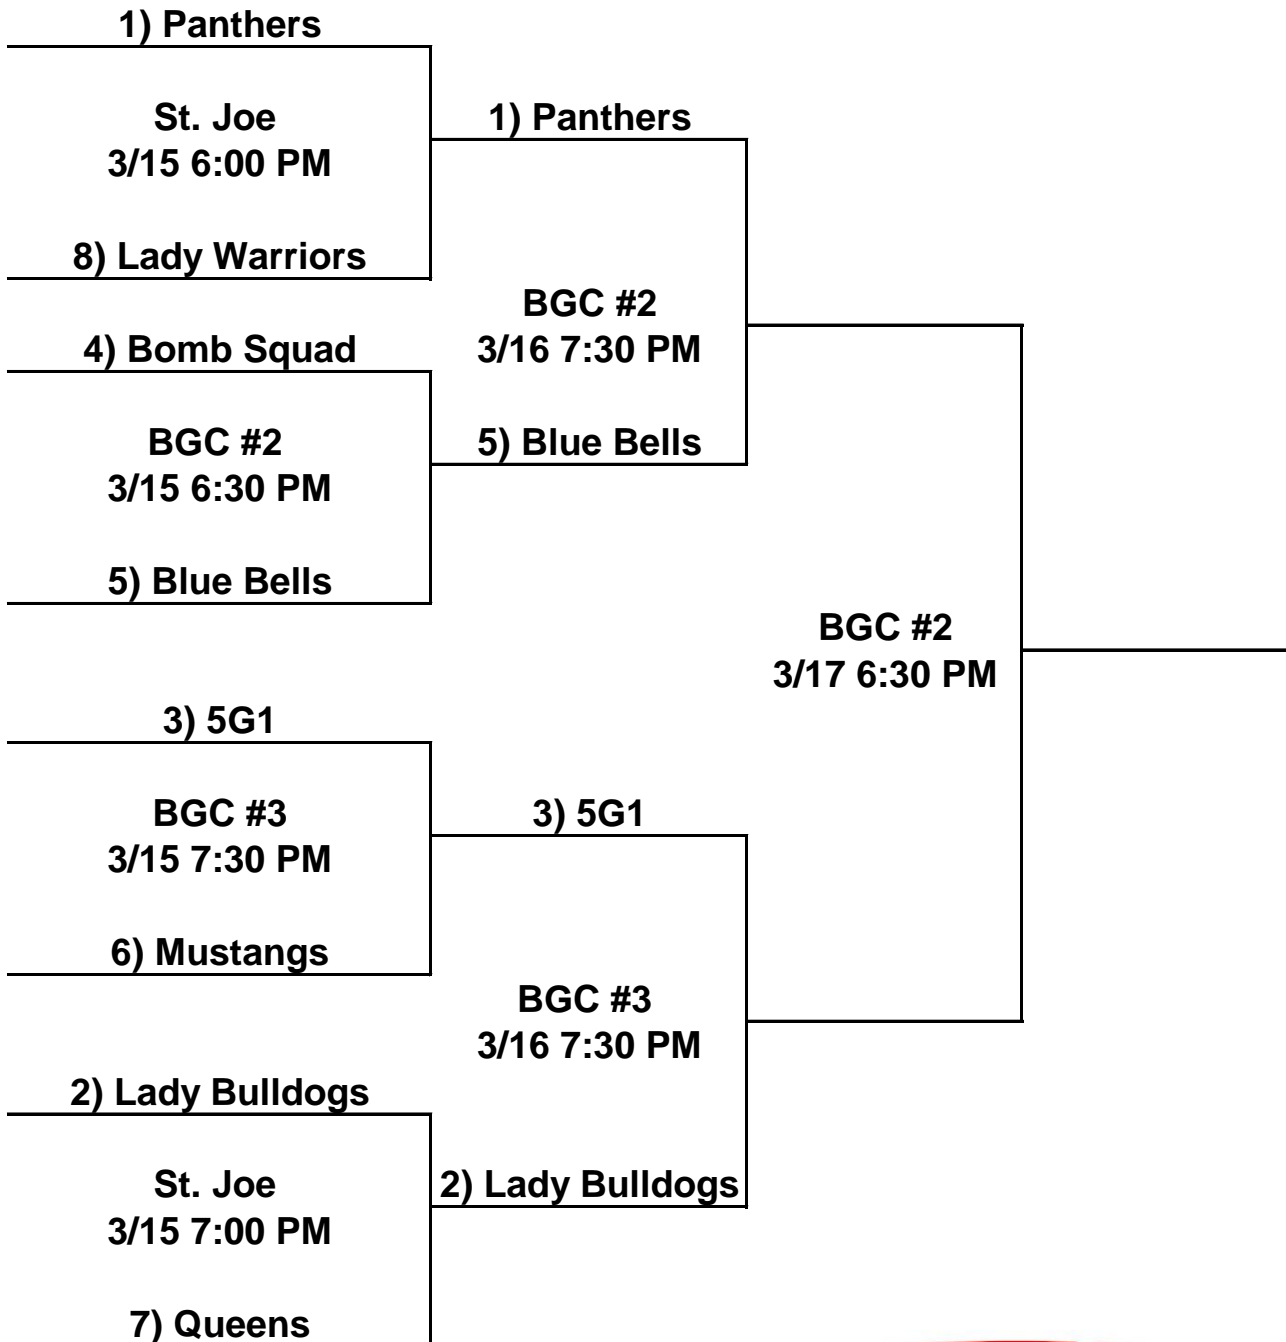 1) Panthers
St. Joe
3/15 6:00 PM
8) Lady Warriors
4) Bomb Squad
BGC #2
3/15 6:30 PM
5) Blue Bells
3) 5G1
BGC #3
3/15 7:30 PM
6) Mustangs
2) Lady Bulldogs
St. Joe
3/15 7:00 PM
7) Queens
1) Panthers
BGC #2
3/16 7:30 PM
5) Blue Bells
3) 5G1
BGC #3
3/16 7:30 PM
2) Lady Bulldogs
BGC #2
3/17 6:30 PM